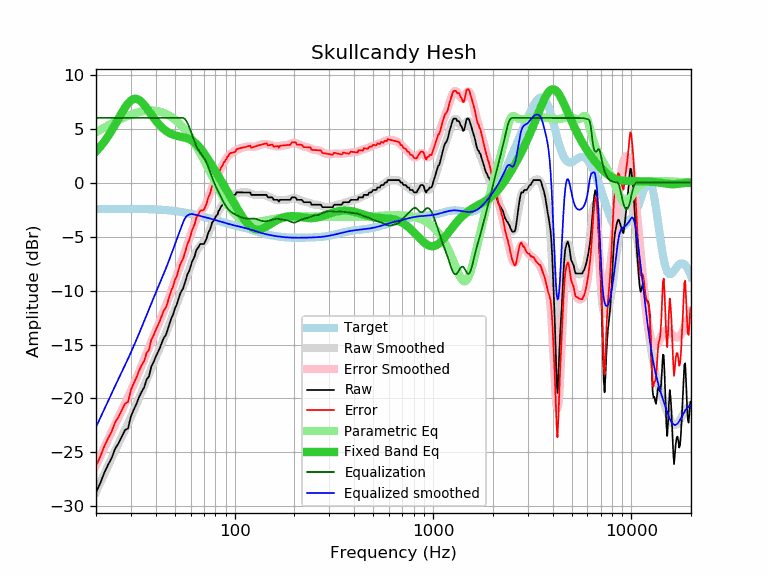 Skullcandy Hesh
10
5
0
−5
−10
−15
−20
−25
−30
Amplitude (dBr)
Target
Raw Smoothed
Error Smoothed
Raw
Error
Parametric Eq
Fixed Band Eq
Equalization
Equalized smoothed
100
1000
10000
Frequency (Hz)